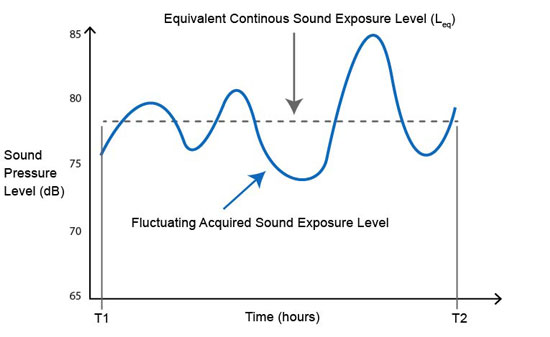 Equivalent Continous Sound Exposure Level (Leq)
85
80
Sound
Pressure
Level (dB)
75
Fluctuating Acquired Sound Exposure Level
70
65
T1
Time (hours)
T2